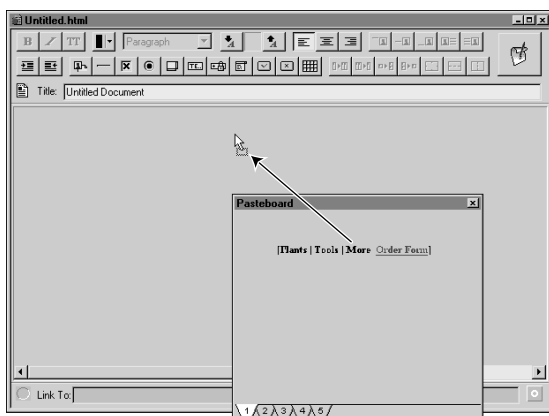 Untitled.html
B I TT Paragraph
Title: Untitled Document
Pasteboard
[Plants | Tools | More Order Form]
Link To:
1 2 3 4 5